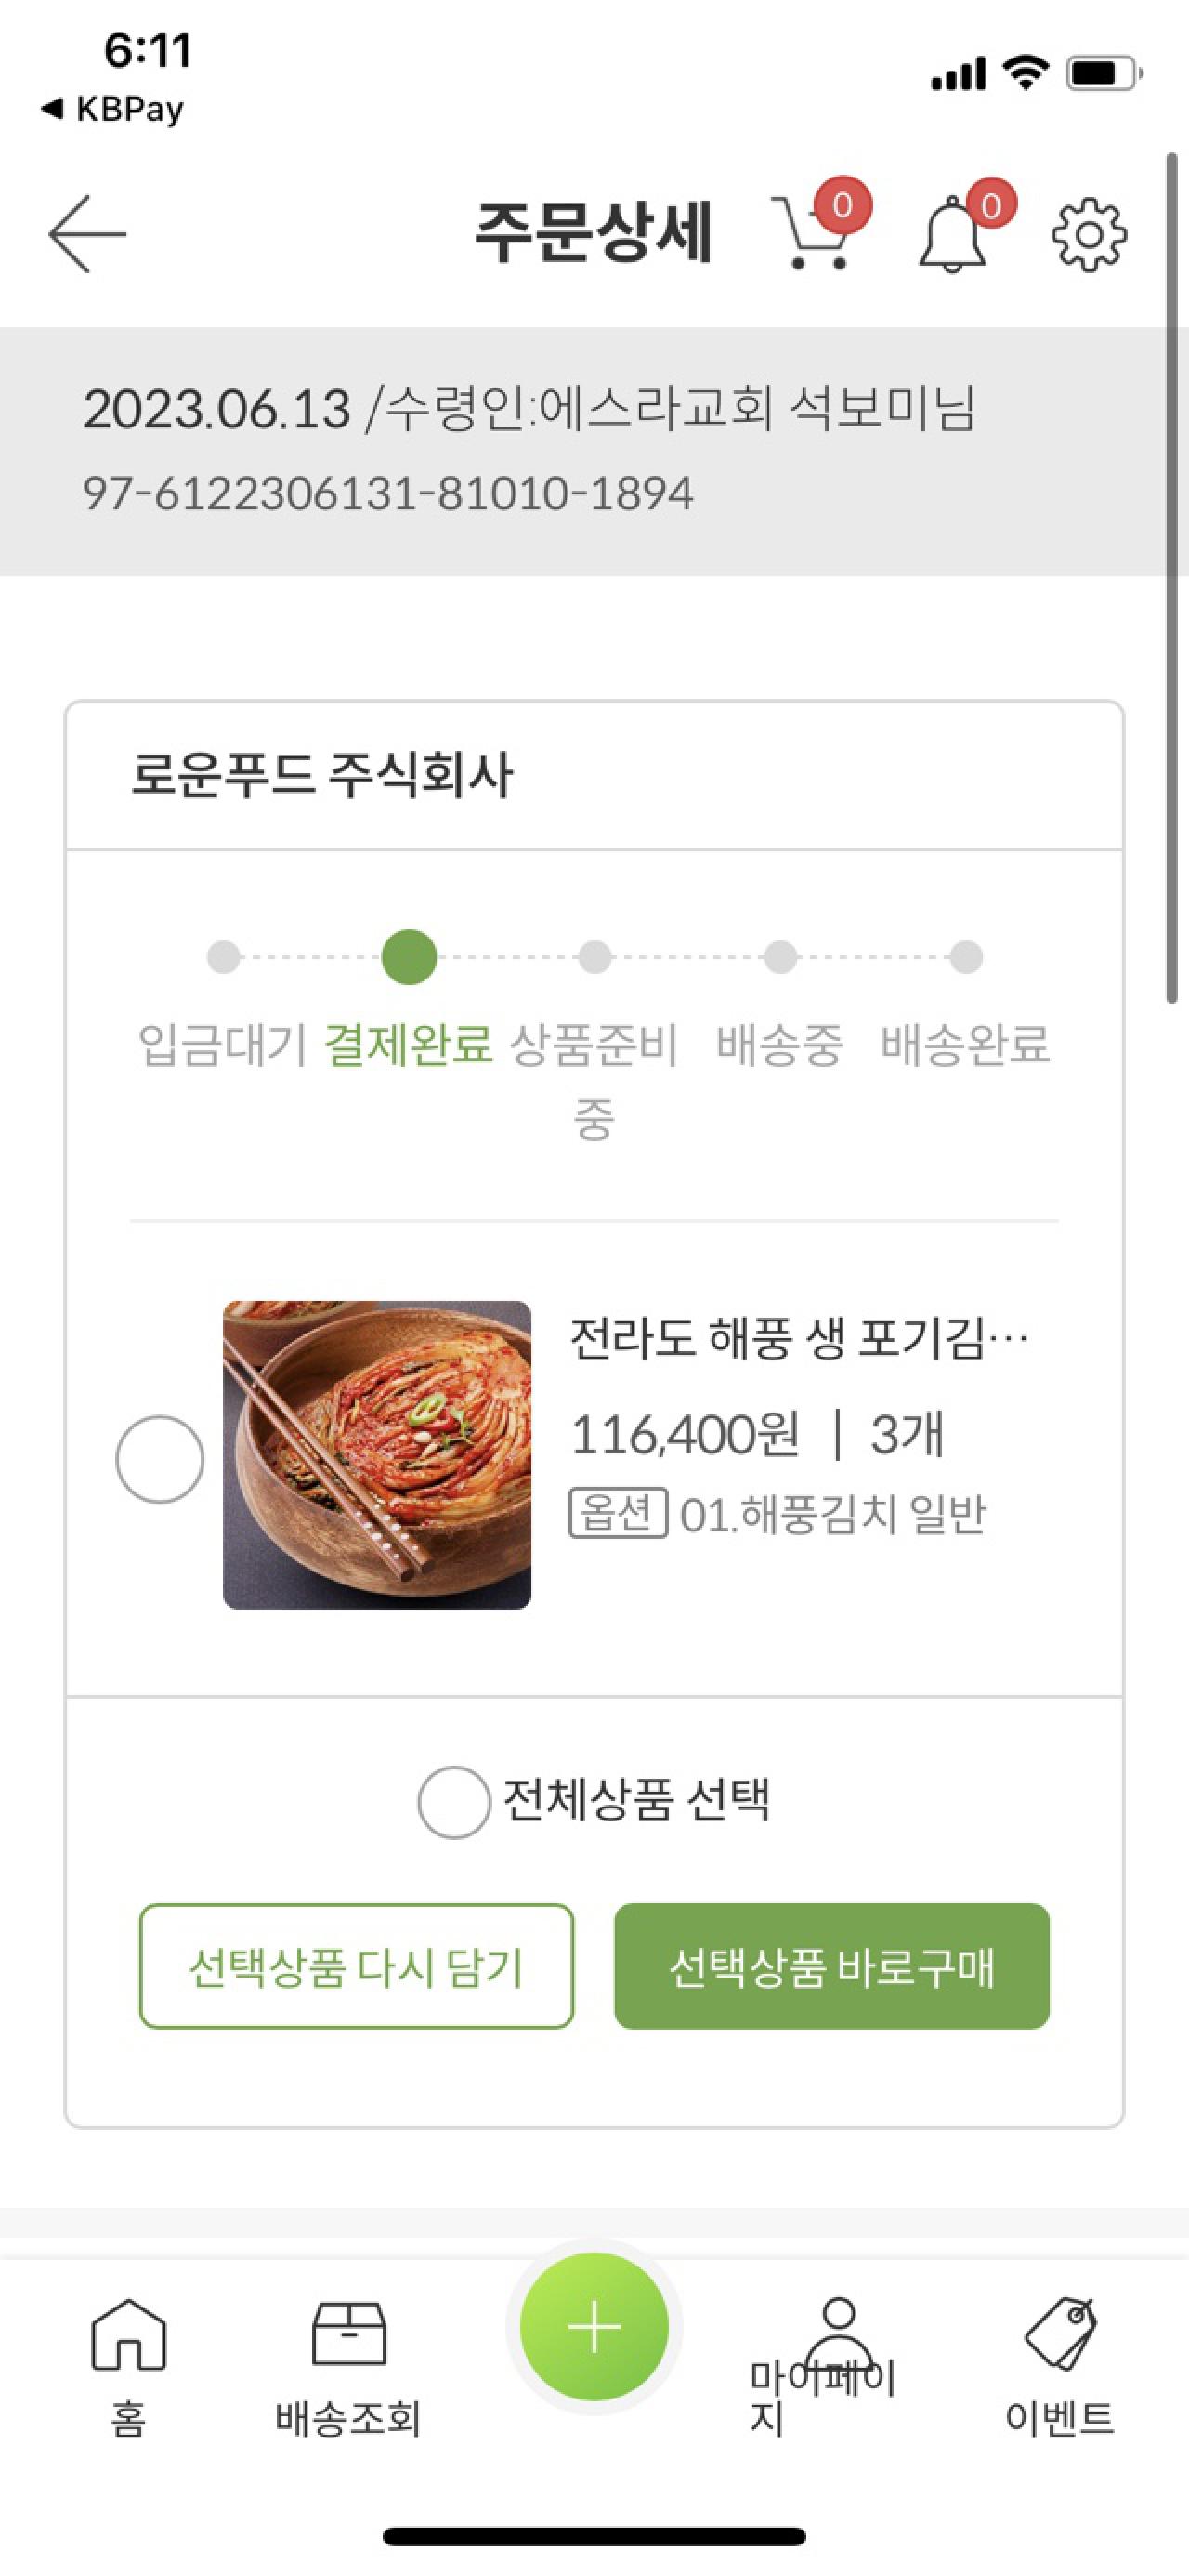 6:11
◀ KBPay
주문상세
0
0
2023.06.13 /수령인:에스라교회 석보미님
97-6122306131-81010-1894
로운푸드 주식회사
입금대기 결제완료 상품준비중 배송중 배송완료
전라도 해풍 생 포기김…
116,400원 | 3개
옵션 01.해풍김치 일반
전체상품 선택
선택상품 다시 담기 선택상품 바로구매
홈 배송조회 마이페이지 이벤트